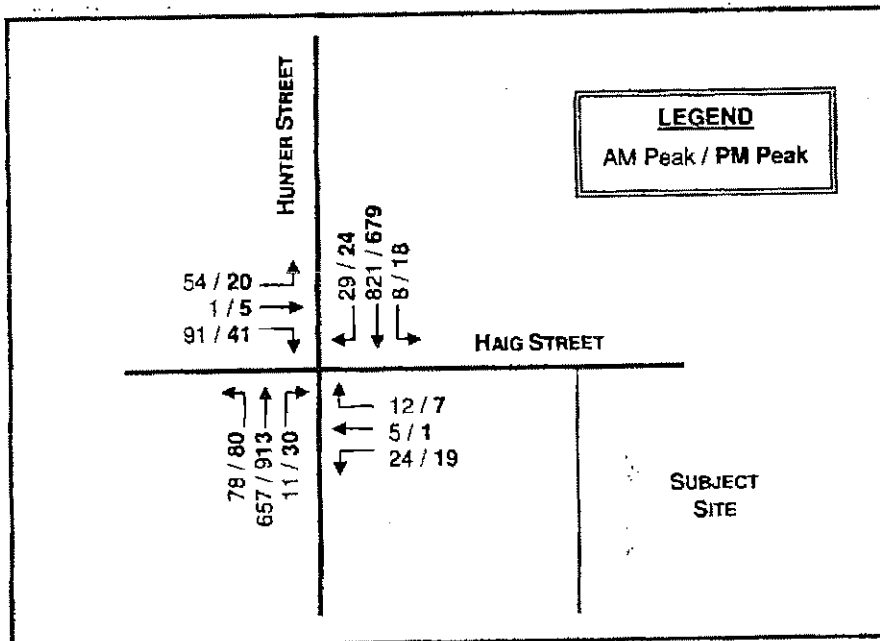 HUNTER STREET
LEGEND
AM Peak / PM Peak
54 / 20
1 / 5
91 / 41
29 / 24
821 / 679
8 / 18
HAIG STREET
78 / 80
657 / 913
11 / 30
12 / 7
5 / 1
24 / 19
SUBJECT
SITE